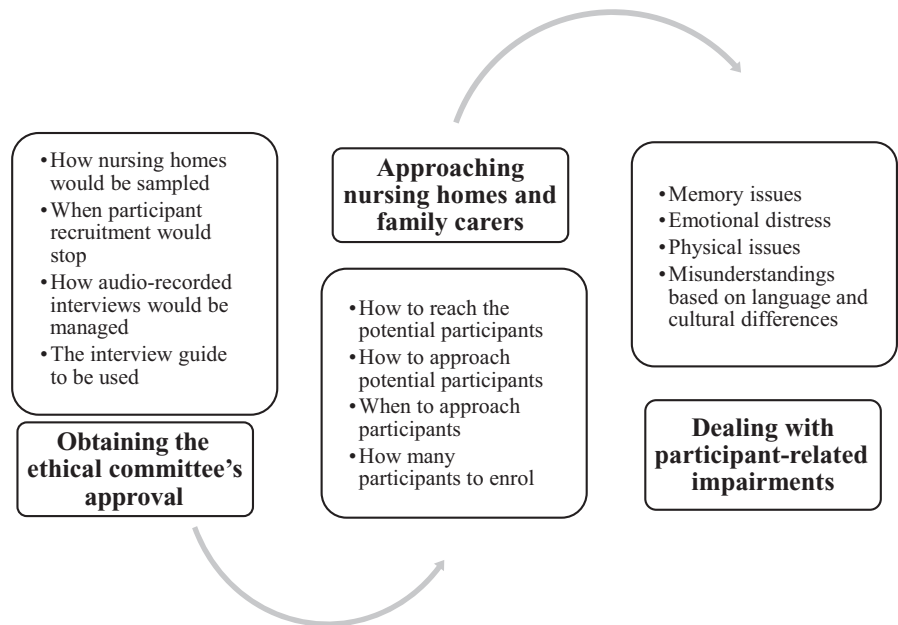 •How nursing homes
would be sampled
•When participant
recruitment would
stop
•How audio-recorded
interviews would be
managed
•The interview guide
to be used
Obtaining the
ethical committee’s
approval
Approaching
nursing homes and
family carers
•How to reach the
potential participants
•How to approach
potential participants
•When to approach
participants
•How many
participants to enrol
•Memory issues
•Emotional distress
•Physical issues
•Misunderstandings
based on language and
cultural differences
Dealing with
participant-related
impairments